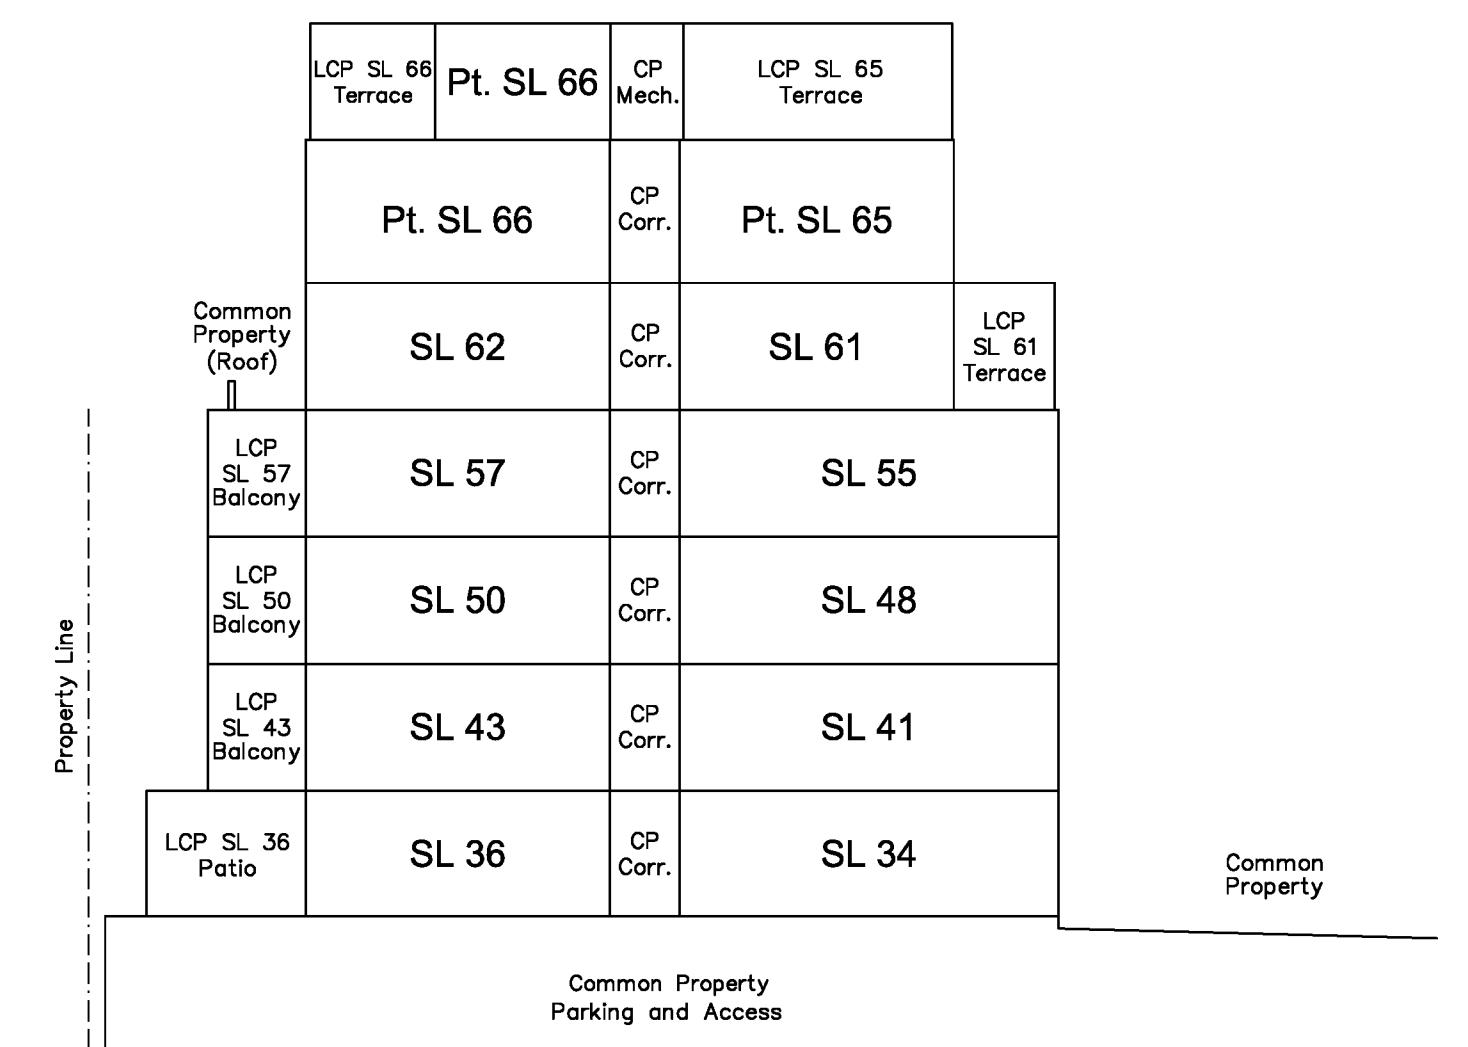 LCP SL 66
Terrace
Pt. SL 66
CP
Mech.
LCP SL 65
Terrace
Pt. SL 66
CP
Corr.
Pt. SL 65
Common
Property
(Roof)
SL 62
CP
Corr.
SL 61
LCP
SL 61
Terrace
LCP
SL 57
Balcony
SL 57
CP
Corr.
SL 55
LCP
SL 50
Balcony
SL 50
CP
Corr.
SL 48
Property Line
LCP
SL 43
Balcony
SL 43
CP
Corr.
SL 41
LCP SL 36
Patio
SL 36
CP
Corr.
SL 34
Common
Property
Common Property
Parking and Access